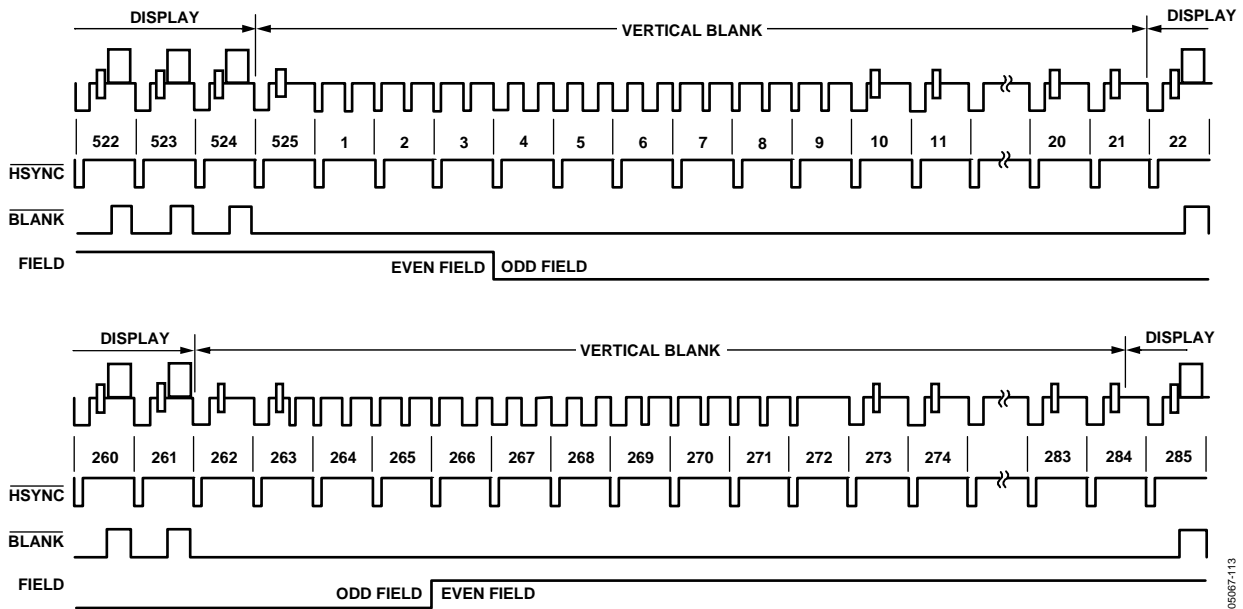 DISPLAY VERTICAL BLANK DISPLAY
522 523 524 525 1 2 3 4 5 6 7 8 9 10 11 20 21 22
HSYNC
BLANK
FIELD EVEN FIELD ODD FIELD
DISPLAY VERTICAL BLANK DISPLAY
260 261 262 263 264 265 266 267 268 269 270 271 272 273 274 283 284 285
HSYNC
BLANK
FIELD ODD FIELD EVEN FIELD
05067-113